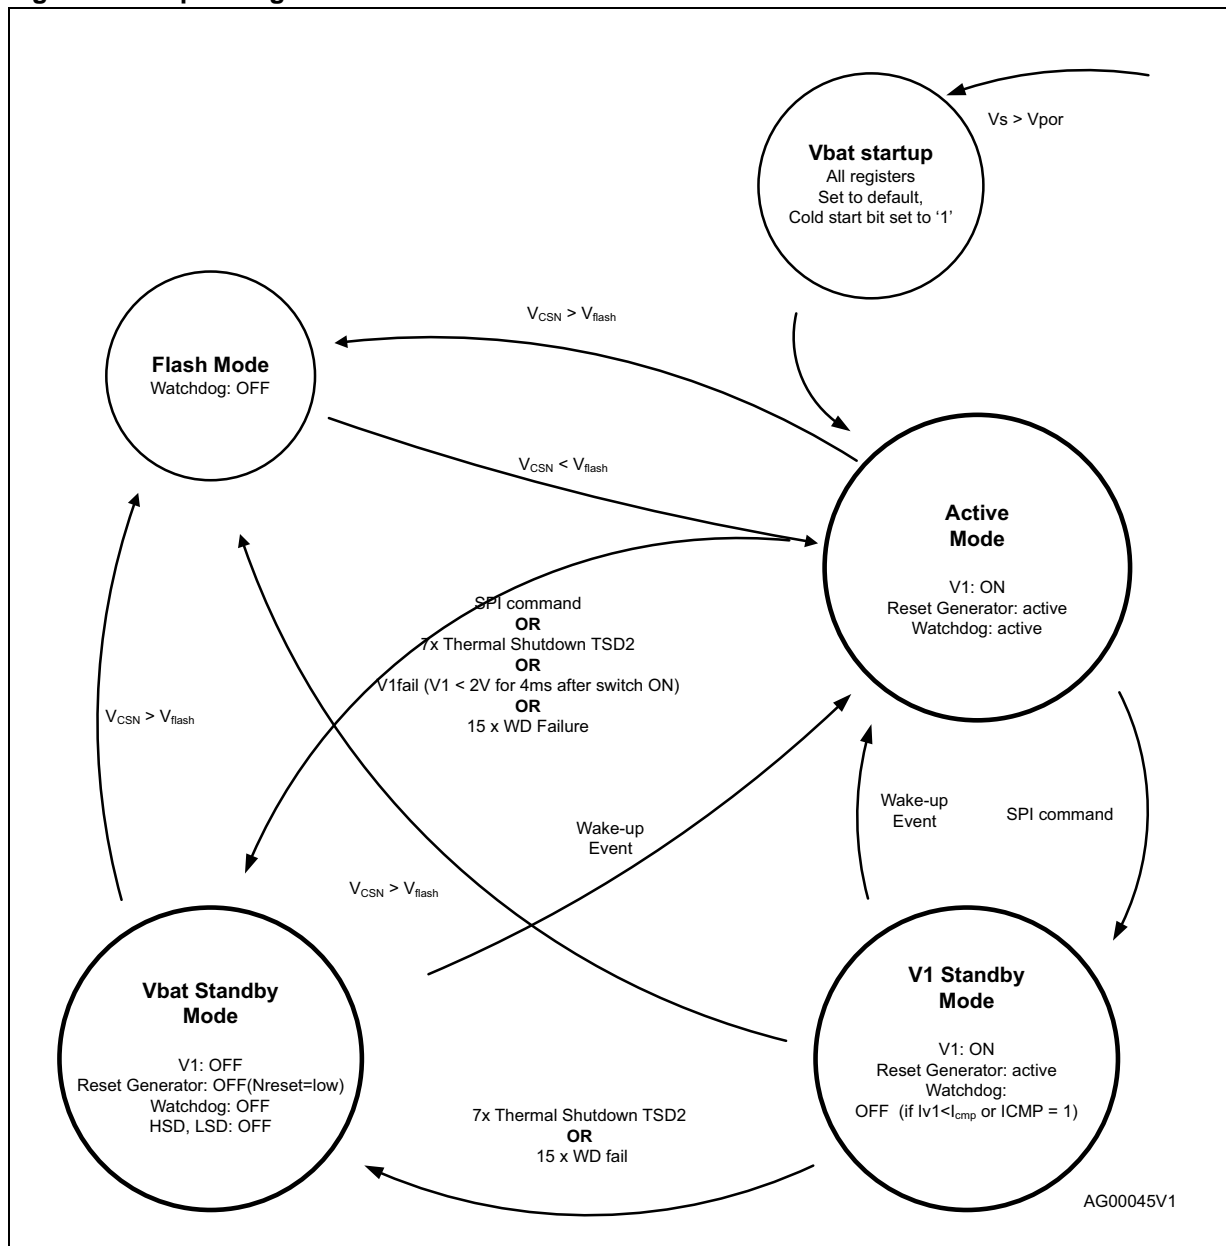 Vs > Vpor
Vbat startup
All registers
Set to default,
Cold start bit set to ‘1’
VCSN > Vflash
Flash Mode
Watchdog: OFF
VCSN < Vflash
Active
Mode
V1: ON
Reset Generator: active
Watchdog: active
SPI command
OR
7x Thermal Shutdown TSD2
OR
V1fail (V1 < 2V for 4ms after switch ON)
OR
15 x WD Failure
VCSN > Vflash
Wake-up
Event
SPI command
Wake-up
Event
VCSN > Vflash
Vbat Standby
Mode
V1: OFF
Reset Generator: OFF(Nreset=low)
Watchdog: OFF
HSD, LSD: OFF
V1 Standby
Mode
V1: ON
Reset Generator: active
Watchdog:
OFF (if Iv1<Icmp or ICMP = 1)
7x Thermal Shutdown TSD2
OR
15 x WD fail
AG00045V1